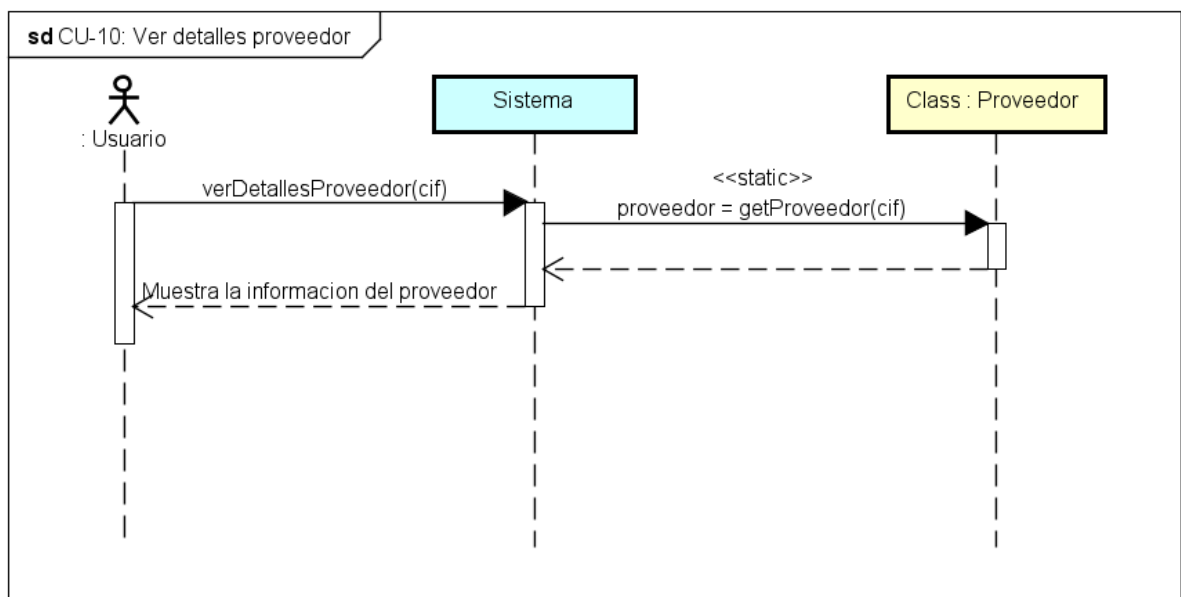 sd CU-10: Ver detalles proveedor
: Usuario
Sistema
Class : Proveedor
verDetallesProveedor(cif)
<<static>>
proveedor = getProveedor(cif)
Muestra la informacion del proveedor